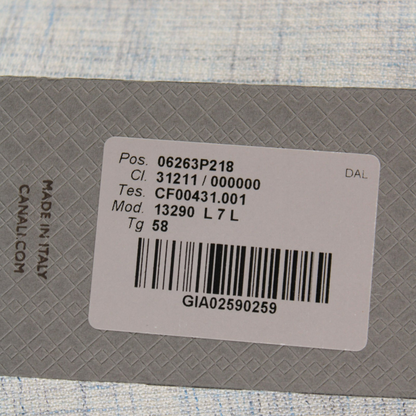 MADE IN ITALY
CANALI.COM
DAL
Pos. 06263P218
Cl. 31211 / 000000
Tes. CF00431.001
Mod. 13290 L 7 L
Tg 58
GIA02590259